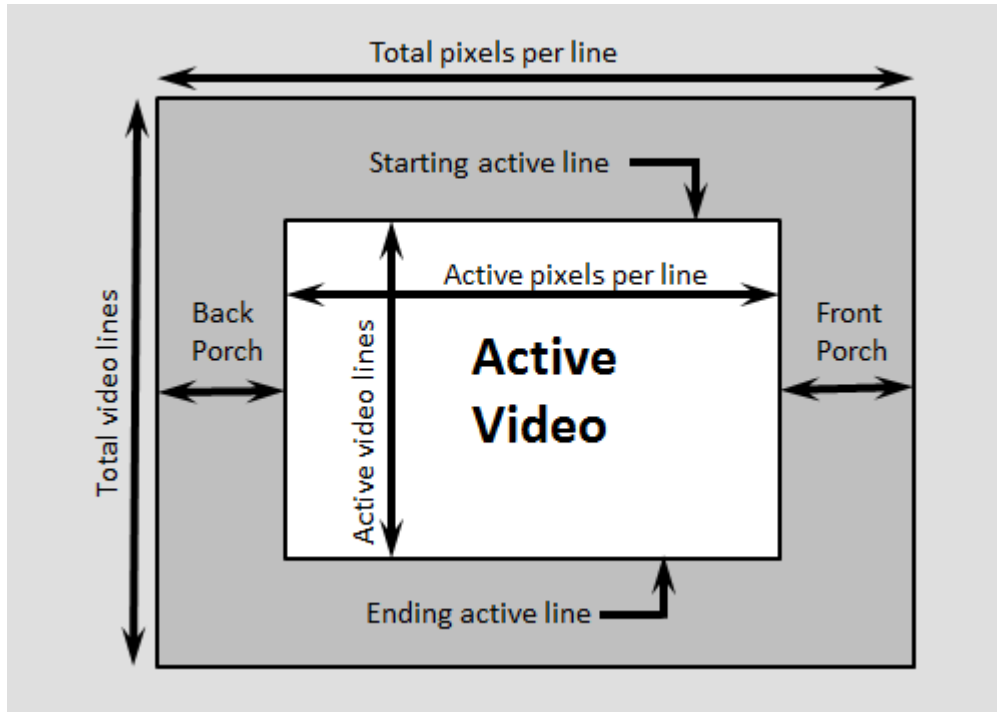 Total pixels per line
Starting active line
Active pixels per line
Back
Porch
Front
Porch
Total video lines
Active video lines
Active
Video
Ending active line